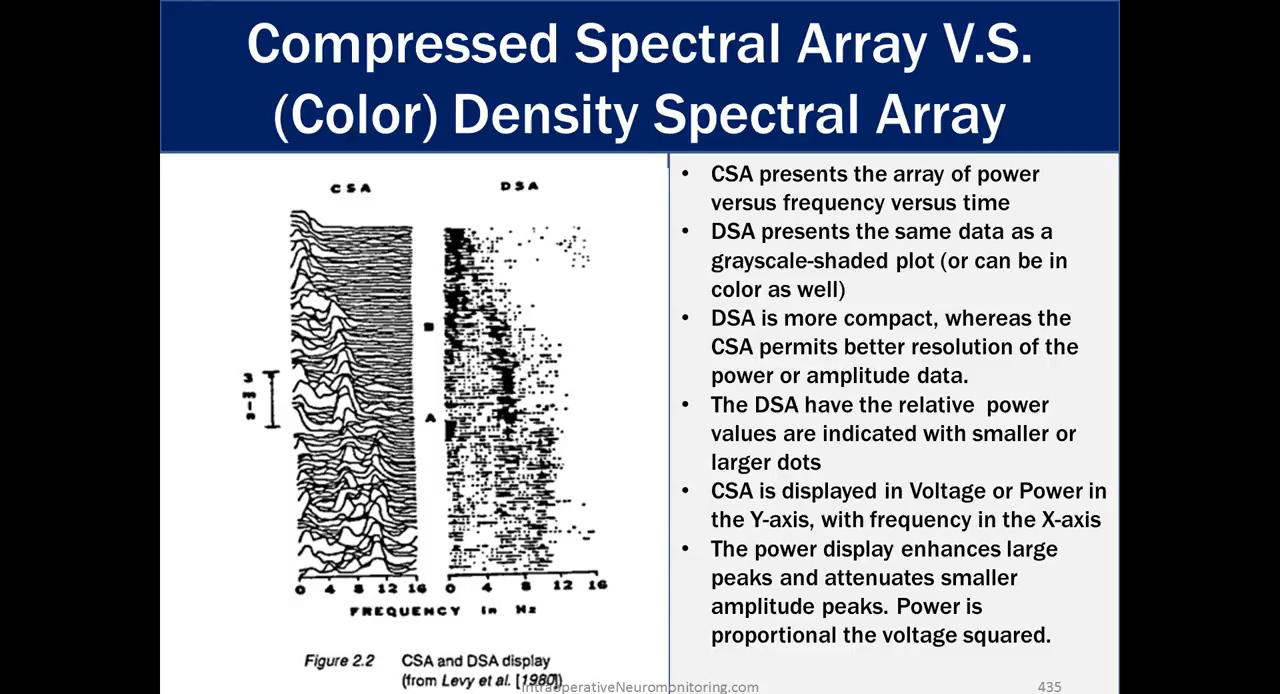 Compressed Spectral Array V.S.
(Color) Density Spectral Array
CSA
DSA
B
3 min
A
0 4 8 12 16
0 4 8 12 16
FREQUENCY in Hz
Figure 2.2 CSA and DSA display
(from Levy et al. [1980])
• CSA presents the array of power
versus frequency versus time
• DSA presents the same data as a
grayscale-shaded plot (or can be in
color as well)
• DSA is more compact, whereas the
CSA permits better resolution of the
power or amplitude data.
• The DSA have the relative power
values are indicated with smaller or
larger dots
• CSA is displayed in Voltage or Power in
the Y-axis, with frequency in the X-axis
• The power display enhances large
peaks and attenuates smaller
amplitude peaks. Power is
proportional the voltage squared.
IntraoperativeNeuromonitoring.com
435